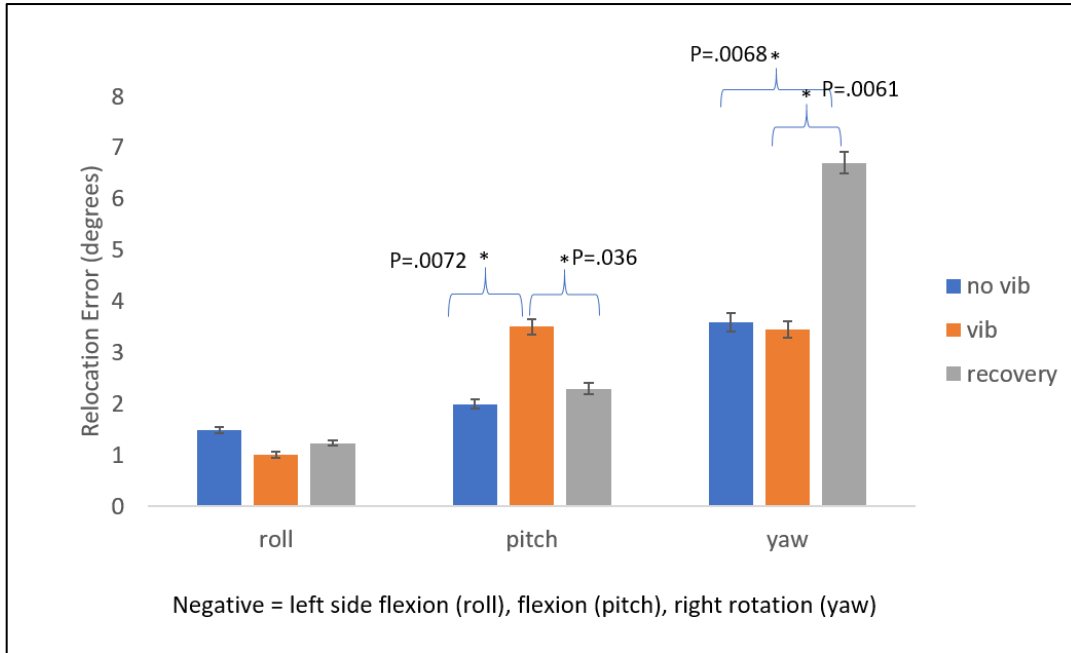 P=.0068 *
* P=.0061
8
7
6
5
4
3
2
1
0
Relocation Error (degrees)
P=.0072 *
*P=.036
no vib
vib
recovery
roll pitch yaw
Negative = left side flexion (roll), flexion (pitch), right rotation (yaw)